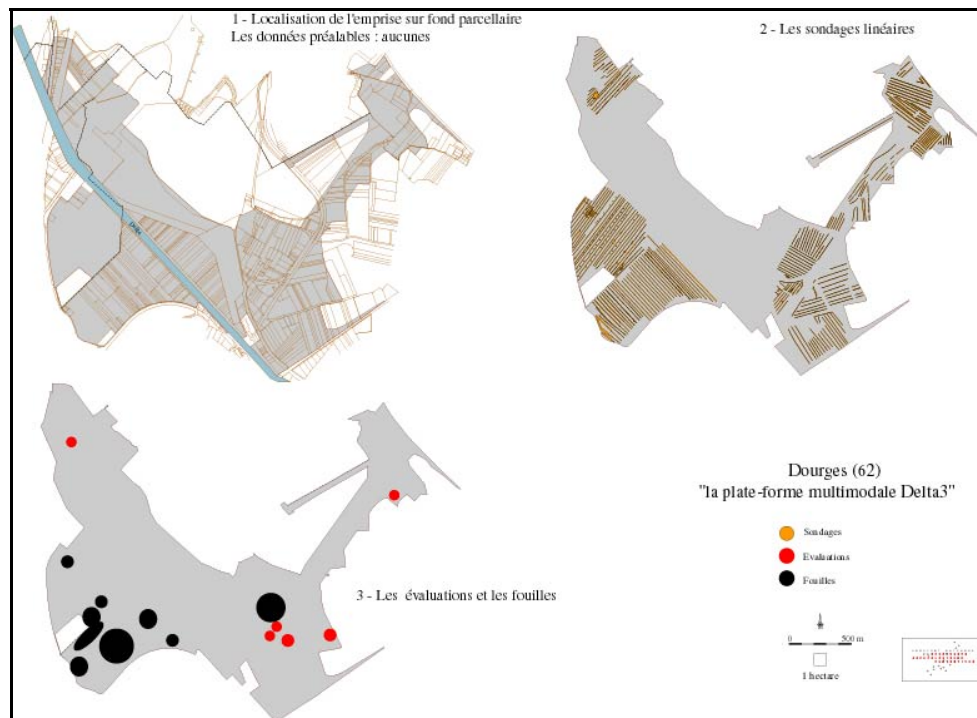 1 - Localisation de l'emprise sur fond parcellaire
Les données préalables : aucunes
2 - Les sondages linéaires
3 - Les évaluations et les fouilles
Dourges (62)
"la plate-forme multimodale Delta3"
Sondages
Evaluations
Fouilles
0 500 m
1 hectare